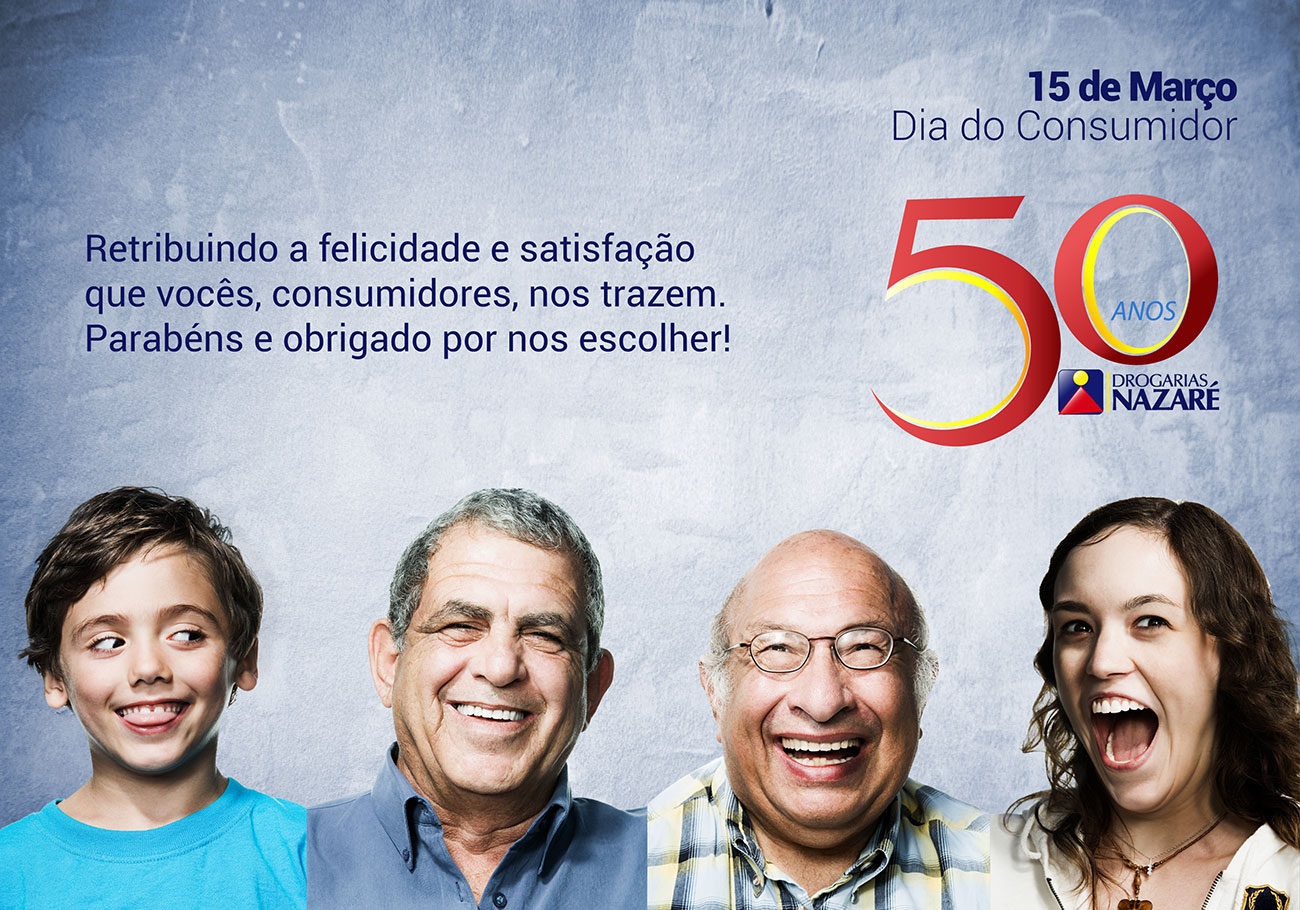 15 de Março
Dia do Consumidor
Retribuindo a felicidade e satisfação
que vocês, consumidores, nos trazem.
Parabéns e obrigado por nos escolher!
50
ANOS
DROGARIAS
NAZARÉ